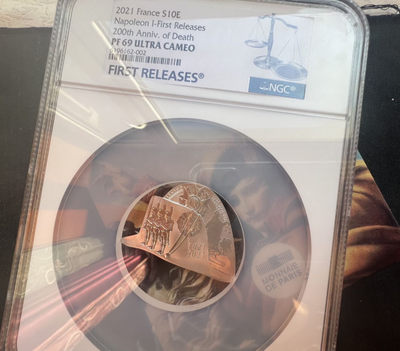 2021 France S10E
Napoleon I-First Releases
200th Anniv. of Death
PF 69 ULTRA CAMEO
FIRST RELEASES®
NGC®
MONNAIE
DE PARIS